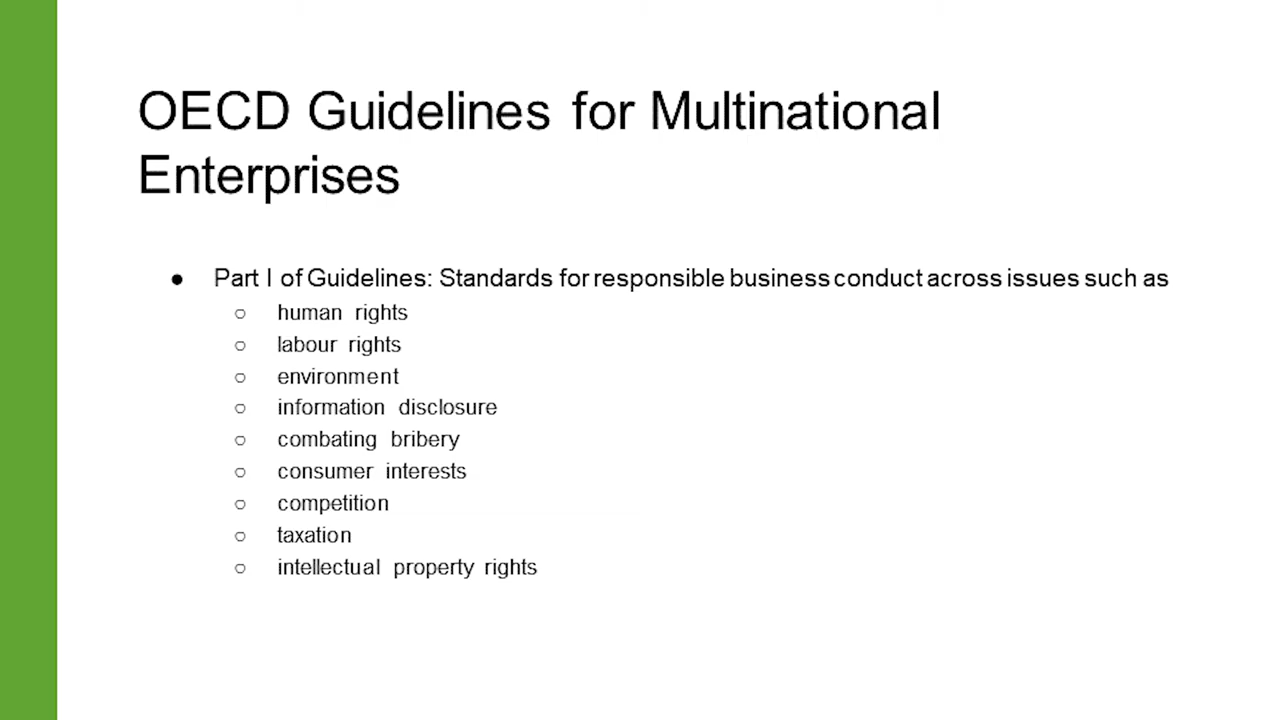 OECD Guidelines for Multinational
Enterprises
● Part I of Guidelines: Standards for responsible business conduct across issues such as
○ human rights
○ labour rights
○ environment
○ information disclosure
○ combating bribery
○ consumer interests
○ competition
○ taxation
○ intellectual property rights